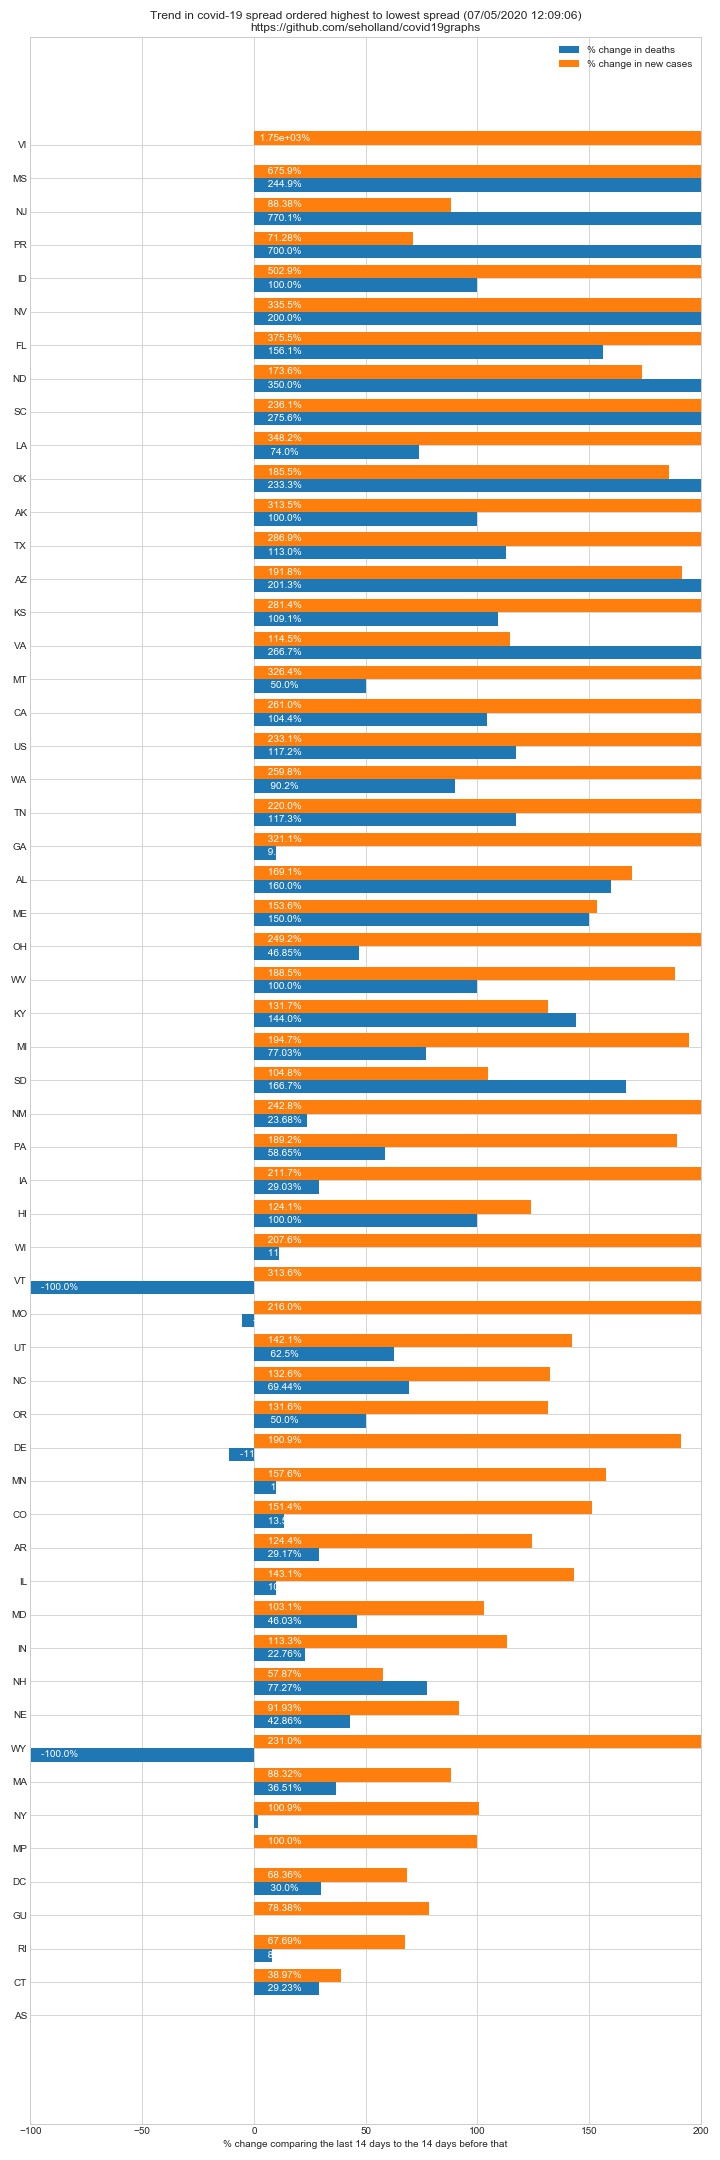 Trend in covid-19 spread ordered highest to lowest spread (07/05/2020 12:09:06)
https://github.com/seholland/covid19graphs
% change in deaths
% change in new cases
VI 1.75e+03%
MS 675.9%
244.9%
NJ 88.38%
770.1%
PR 71.28%
700.0%
ID 502.9%
100.0%
NV 335.5%
200.0%
FL 375.5%
156.1%
ND 173.6%
350.0%
SC 236.1%
275.6%
LA 348.2%
74.0%
OK 185.5%
233.3%
AK 313.5%
100.0%
TX 286.9%
113.0%
AZ 191.8%
201.3%
KS 281.4%
109.1%
VA 114.5%
266.7%
MT 326.4%
50.0%
CA 261.0%
104.4%
US 233.1%
117.2%
WA 259.8%
90.2%
TN 220.0%
117.3%
GA 321.1%
9.
AL 169.1%
160.0%
ME 153.6%
150.0%
OH 249.2%
46.85%
WV 188.5%
100.0%
KY 131.7%
144.0%
MI 194.7%
77.03%
SD 104.8%
166.7%
NM 242.8%
23.68%
PA 189.2%
58.65%
IA 211.7%
29.03%
HI 124.1%
100.0%
WI 207.6%
11
VT 313.6%
-100.0%
MO 216.0%
UT 142.1%
62.5%
NC 132.6%
69.44%
OR 131.6%
50.0%
DE 190.9%
-11
MN 157.6%
CO 151.4%
13.5
AR 124.4%
29.17%
IL 143.1%
10
MD 103.1%
46.03%
IN 113.3%
22.76%
NH 57.87%
77.27%
NE 91.93%
42.86%
WY 231.0%
-100.0%
MA 88.32%
36.51%
NY 100.9%
MP 100.0%
DC 68.36%
30.0%
GU 78.38%
RI 67.69%
8
CT 38.97%
29.23%
AS
−100 −50 0 50 100 150 200
% change compring the last 14 days to the 14 days before that